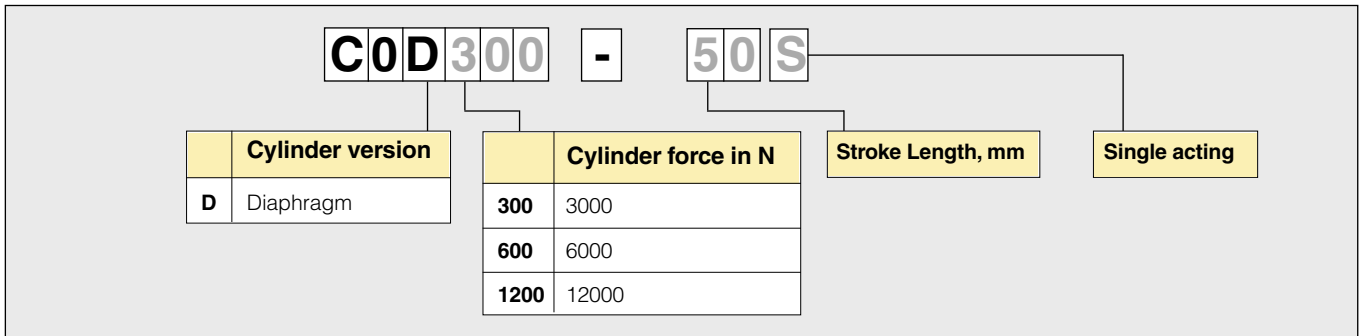 C0D300 - 50S
Cylinder version
D Diaphragm
Cylinder force in N
300 3000
600 6000
1200 12000
Stroke Length, mm
Single acting